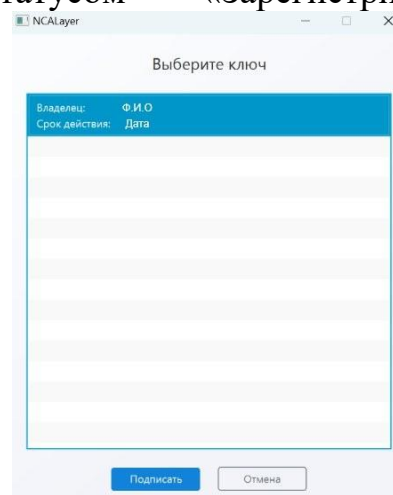 NCALayer
Выберите ключ
Владелец: Ф.И.О
Срок действия: Дата
Подписать Отмена